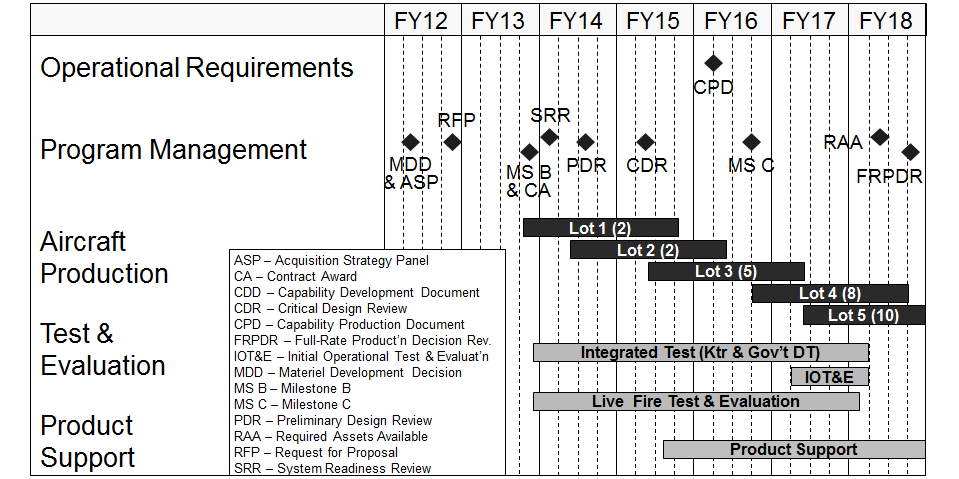 FY12 FY13 FY14 FY15 FY16 FY17 FY18
Operational Requirements
CPD
Program Management
MDD
& ASP
RFP
MS B
& CA
SRR
PDR
CDR
MS C
RAA
FRPDR
Aircraft
Production
Lot 1 (2)
Lot 2 (2)
Lot 3 (5)
Lot 4 (8)
Lot 5 (10)
Test &
Evaluation
Integrated Test (Ktr & Gov't DT)
IOT&E
Live Fire Test & Evaluation
Product
Support
Product Support
ASP – Acquisition Strategy Panel
CA – Contract Award
CDD – Capability Development Document
CDR – Critical Design Review
CPD – Capability Production Document
FRPDR – Full-Rate Product'n Decision Rev.
IOT&E – Initial Operational Test & Evaluat'n
MDD – Materiel Development Decision
MS B – Milestone B
MS C – Milestone C
PDR – Preliminary Design Review
RAA – Required Assets Available
RFP – Request for Proposal
SRR – System Readiness Review